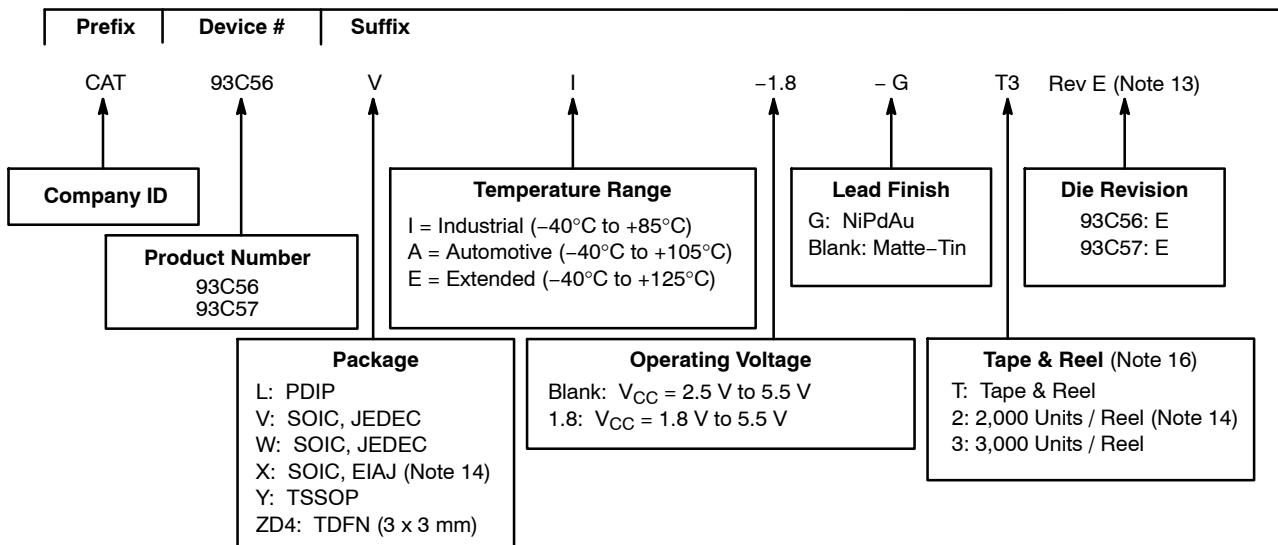 Prefix Device # Suffix
CAT 93C56 V I −1.8 − G T3 Rev E (Note 13)
Company ID
Product Number
93C56
93C57
Package
L: PDIP
V: SOIC, JEDEC
W: SOIC, JEDEC
X: SOIC, EIAJ (Note 14)
Y: TSSOP
ZD4: TDFN (3 x 3 mm)
Temperature Range
I = Industrial (−40°C to +85°C)
A = Automotive (−40°C to +105°C)
E = Extended (−40°C to +125°C)
Operating Voltage
Blank: VCC = 2.5 V to 5.5 V
1.8: VCC = 1.8 V to 5.5 V
Lead Finish
G: NiPdAu
Blank: Matte−Tin
Tape & Reel (Note 16)
T: Tape & Reel
2: 2,000 Units / Reel (Note 14)
3: 3,000 Units / Reel
Die Revision
93C56: E
93C57: E